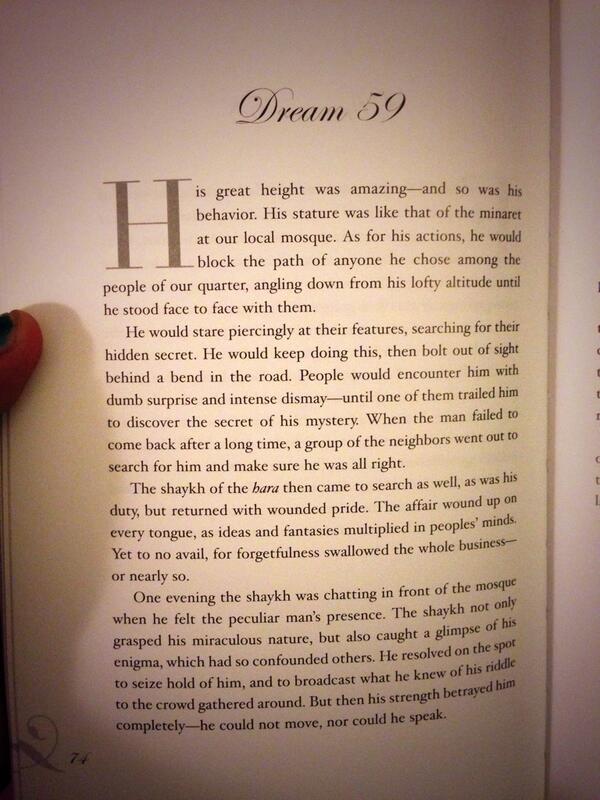 Dream 59
His great height was amazing—and so was his
behavior. His stature was like that of the minaret
at our local mosque. As for his actions, he would
block the path of anyone he chose among the
people of our quarter, angling down from his lofty altitude until
he stood face to face with them.
He would stare piercingly at their features, searching for their
hidden secret. He would keep doing this, then bolt out of sight
behind a bend in the road. People would encounter him with
dumb surprise and intense dismay—until one of them trailed him
to discover the secret of his mystery. When the man failed to
come back after a long time, a group of the neighbors went out to
search for him and make sure he was all right.
The shaykh of the hara then came to search as well, as was his
duty, but returned with wounded pride. The affair wound up on
every tongue, as ideas and fantasies multiplied in peoples' minds.
Yet to no avail, for forgetfulness swallowed the whole business—
or nearly so.
One evening the shaykh was chatting in front of the mosque
when he felt the peculiar man's presence. The shaykh not only
grasped his miraculous nature, but also caught a glimpse of his
enigma, which had so confounded others. He resolved on the spot
to seize hold of him, and to broadcast what he knew of his riddle
to the crowd gathered around. But then his strength betrayed him
completely—he could not move, nor could he speak.
74